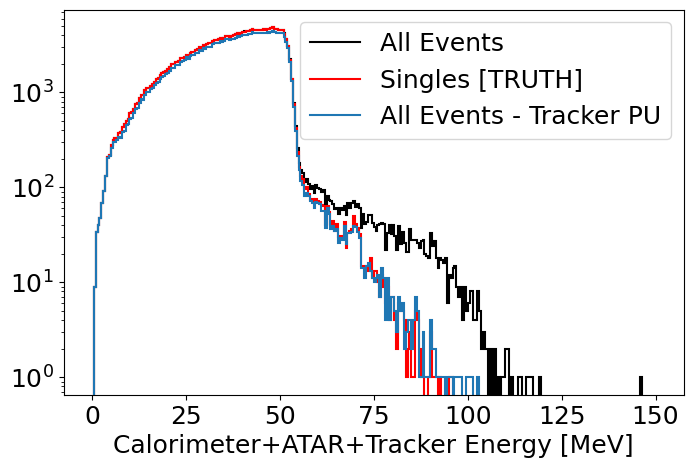 All Events
Singles [TRUTH]
All Events - Tracker PU
10³
10²
10¹
10⁰
0 25 50 75 100 125 150
Calorimeter+ATAR+Tracker Energy [MeV]